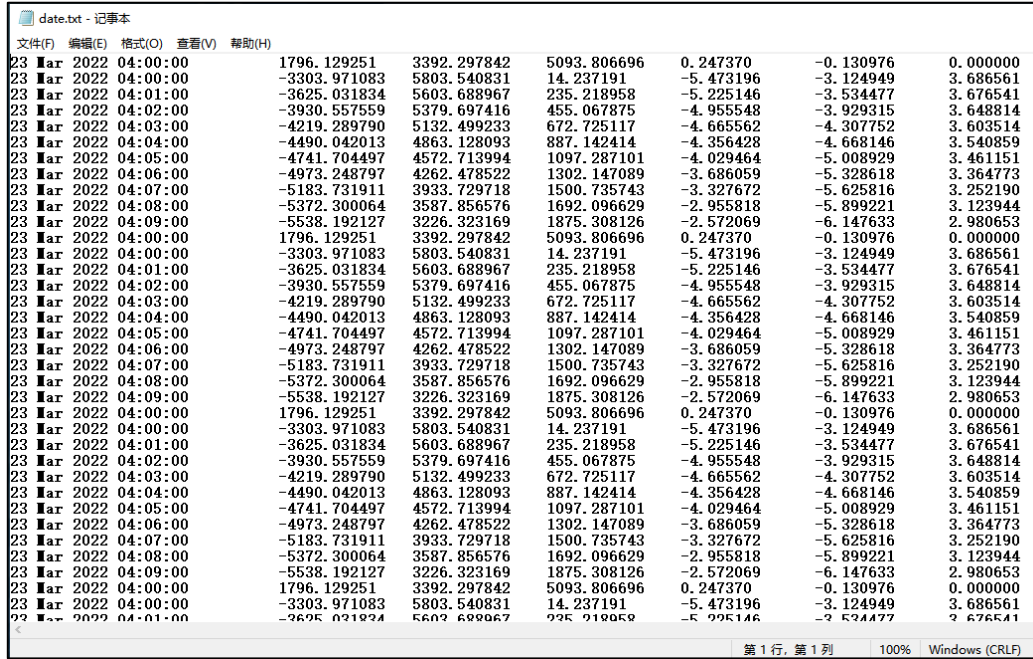 date.txt - 记事本
文件(F) 编辑(E) 格式(O) 查看(V) 帮助(H)
23 Mar 2022 04:00:00 1796.129251 3392.297842 5093.806696 0.247370 -0.130976 0.000000
23 Mar 2022 04:00:00 -3303.971083 5803.540831 14.237191 -5.473196 -3.124949 3.686561
23 Mar 2022 04:01:00 -3625.031834 5603.688967 235.218958 -5.225146 -3.534477 3.676541
23 Mar 2022 04:02:00 -3930.557559 5379.697416 455.067875 -4.955548 -3.929315 3.648814
23 Mar 2022 04:03:00 -4219.289790 5132.499233 672.725117 -4.665562 -4.307752 3.603514
23 Mar 2022 04:04:00 -4490.042013 4863.128093 887.142414 -4.356428 -4.668146 3.540859
23 Mar 2022 04:05:00 -4741.704497 4572.713994 1097.287101 -4.029464 -5.008929 3.461151
23 Mar 2022 04:06:00 -4973.248797 4262.478522 1302.147089 -3.686059 -5.328618 3.364773
23 Mar 2022 04:07:00 -5183.731911 3933.729718 1500.735743 -3.327672 -5.625816 3.252190
23 Mar 2022 04:08:00 -5372.300064 3587.856576 1692.096629 -2.955818 -5.899221 3.123944
23 Mar 2022 04:09:00 -5538.192127 3226.323169 1875.308126 -2.572069 -6.147633 2.980653
23 Mar 2022 04:00:00 1796.129251 3392.297842 5093.806696 0.247370 -0.130976 0.000000
23 Mar 2022 04:00:00 -3303.971083 5803.540831 14.237191 -5.473196 -3.124949 3.686561
23 Mar 2022 04:01:00 -3625.031834 5603.688967 235.218958 -5.225146 -3.534477 3.676541
23 Mar 2022 04:02:00 -3930.557559 5379.697416 455.067875 -4.955548 -3.929315 3.648814
23 Mar 2022 04:03:00 -4219.289790 5132.499233 672.725117 -4.665562 -4.307752 3.603514
23 Mar 2022 04:04:00 -4490.042013 4863.128093 887.142414 -4.356428 -4.668146 3.540859
23 Mar 2022 04:05:00 -4741.704497 4572.713994 1097.287101 -4.029464 -5.008929 3.461151
23 Mar 2022 04:06:00 -4973.248797 4262.478522 1302.147089 -3.686059 -5.328618 3.364773
23 Mar 2022 04:07:00 -5183.731911 3933.729718 1500.735743 -3.327672 -5.625816 3.252190
23 Mar 2022 04:08:00 -5372.300064 3587.856576 1692.096629 -2.955818 -5.899221 3.123944
23 Mar 2022 04:09:00 -5538.192127 3226.323169 1875.308126 -2.572069 -6.147633 2.980653
23 Mar 2022 04:00:00 1796.129251 3392.297842 5093.806696 0.247370 -0.130976 0.000000
23 Mar 2022 04:00:00 -3303.971083 5803.540831 14.237191 -5.473196 -3.124949 3.686561
23 Mar 2022 04:01:00 -3625.031834 5603.688967 235.218958 -5.225146 -3.534477 3.676541
23 Mar 2022 04:02:00 -3930.557559 5379.697416 455.067875 -4.955548 -3.929315 3.648814
23 Mar 2022 04:03:00 -4219.289790 5132.499233 672.725117 -4.665562 -4.307752 3.603514
23 Mar 2022 04:04:00 -4490.042013 4863.128093 887.142414 -4.356428 -4.668146 3.540859
23 Mar 2022 04:05:00 -4741.704497 4572.713994 1097.287101 -4.029464 -5.008929 3.461151
23 Mar 2022 04:06:00 -4973.248797 4262.478522 1302.147089 -3.686059 -5.328618 3.364773
23 Mar 2022 04:07:00 -5183.731911 3933.729718 1500.735743 -3.327672 -5.625816 3.252190
23 Mar 2022 04:08:00 -5372.300064 3587.856576 1692.096629 -2.955818 -5.899221 3.123944
23 Mar 2022 04:09:00 -5538.192127 3226.323169 1875.308126 -2.572069 -6.147633 2.980653
23 Mar 2022 04:00:00 1796.129251 3392.297842 5093.806696 0.247370 -0.130976 0.000000
23 Mar 2022 04:00:00 -3303.971083 5803.540831 14.237191 -5.473196 -3.124949 3.686561
23 Mar 2022 04:01:00 -3625.031834 5603.688967 235.218958 -5.225146 -3.534477 3.676541
第 1 行, 第 1 列 100% Windows (CRLF)